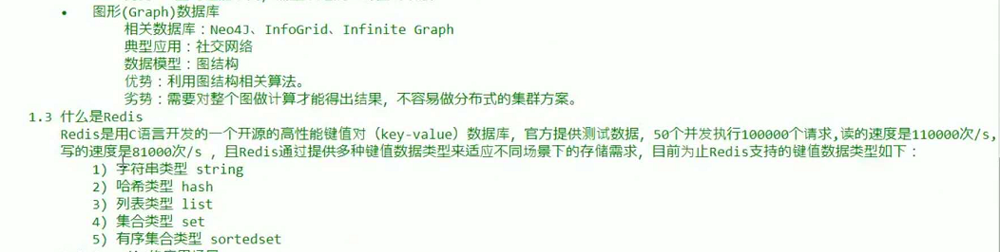 • 图形(Graph)数据库
相关数据库:Neo4J、InfoGrid、Infinite Graph
典型应用:社交网络
数据模型:图结构
优势:利用图结构相关算法。
劣势:需要对整个图做计算才能得出结果,不容易做分布式的集群方案。
1.3 什么是Redis
Redis是用C语言开发的一个开源的高性能键值对(key-value)数据库,官方提供测试数据,50个并发执行100000个请求,读的速度是110000次/s,
写的速度是81000次/s ,且Redis通过提供多种键值数据类型来适应不同场景下的存储需求,目前为止Redis支持的键值数据类型如下:
1) 字符串类型 string
2) 哈希类型 hash
3) 列表类型 list
4) 集合类型 set
5) 有序集合类型 sortedset